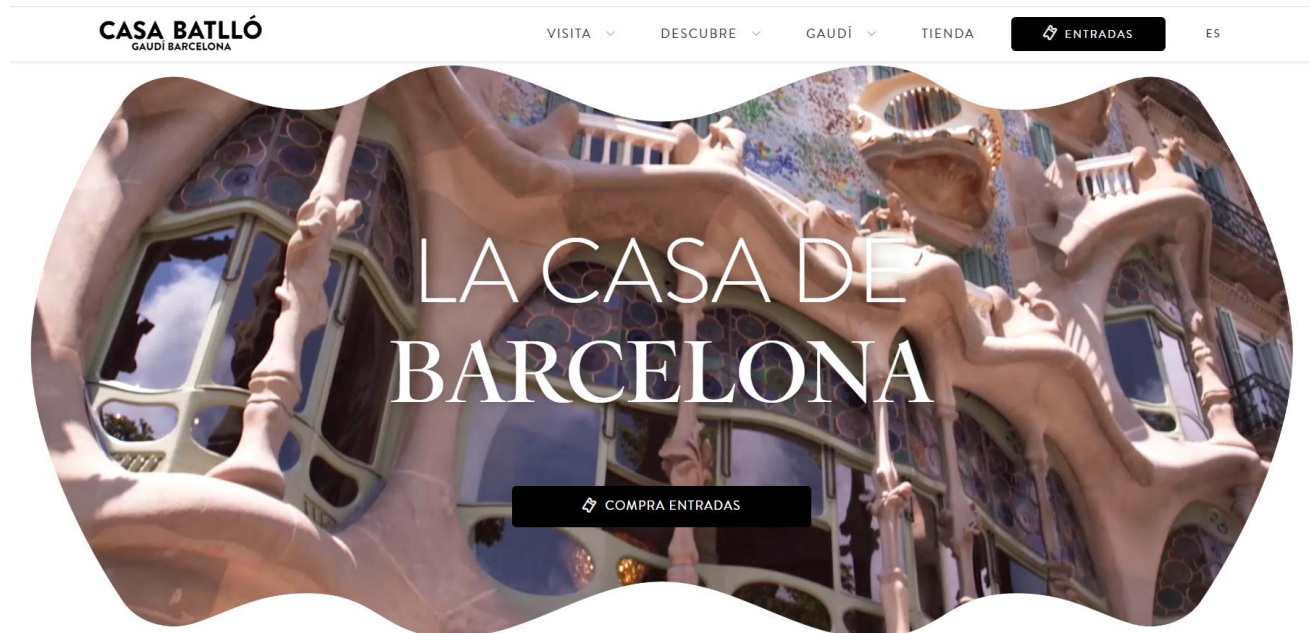 CASA BATLLÓ
GAUDÍ BARCELONA
VISITA
DESCUBRE
GAUDÍ
TIENDA
ENTRADAS
ES
LA CASA DE
BARCELONA
COMPRA ENTRADAS